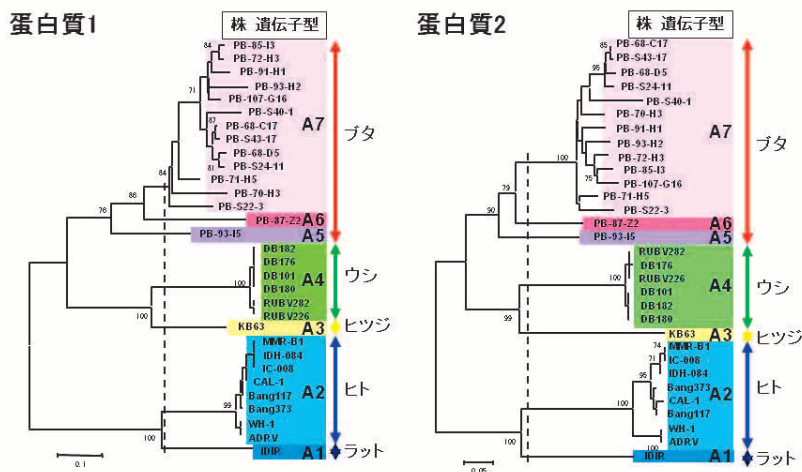 蛋白質1
株 遺伝子型
84
PB-85-I3
PB-72-H3
PB-91-H1
71
PB-93-H2
PB-107-G16
PB-S40-1
A7
87
PB-68-C17
PB-S43-17
PB-68-D5
81
PB-S24-11
84
PB-71-H5
86
PB-70-H3
76
PB-S22-3
PB-87-Z2 A6
PB-93-I5 A5
ブタ
DB182
DB176
DB101
A4
100
DB180
RUBV282
RUBV226
ウシ
100
KB63 A3
ヒツジ
MMR-B1
IDH-084
IC-008
CAL-1
A2
Bang117
99
Bang373
WH-1
ADRV
ヒト
100
IDIR A1
ラット
0.1
蛋白質2
株 遺伝子型
85
PB-68-C17
PB-S43-17
95
PB-68-D5
PB-S24-11
PB-S40-1
PB-70-H3
A7
PB-91-H1
PB-93-H2
100
PB-72-H3
PB-85-I3
75
PB-107-G16
79
PB-71-H5
90
PB-S22-3
PB-87-Z2 A6
PB-93-I5 A5
ブタ
RUBV282
DB176
RUBV226
A4
100
DB101
DB182
DB180
ウシ
99
KB63 A3
ヒツジ
74
MMR-B1
71
IC-008
IDH-084
95
Bang373
A2
CAL-1
Bang117
100
WH-1
ADRV
100
ヒト
100
IDIR A1
ラット
0.05